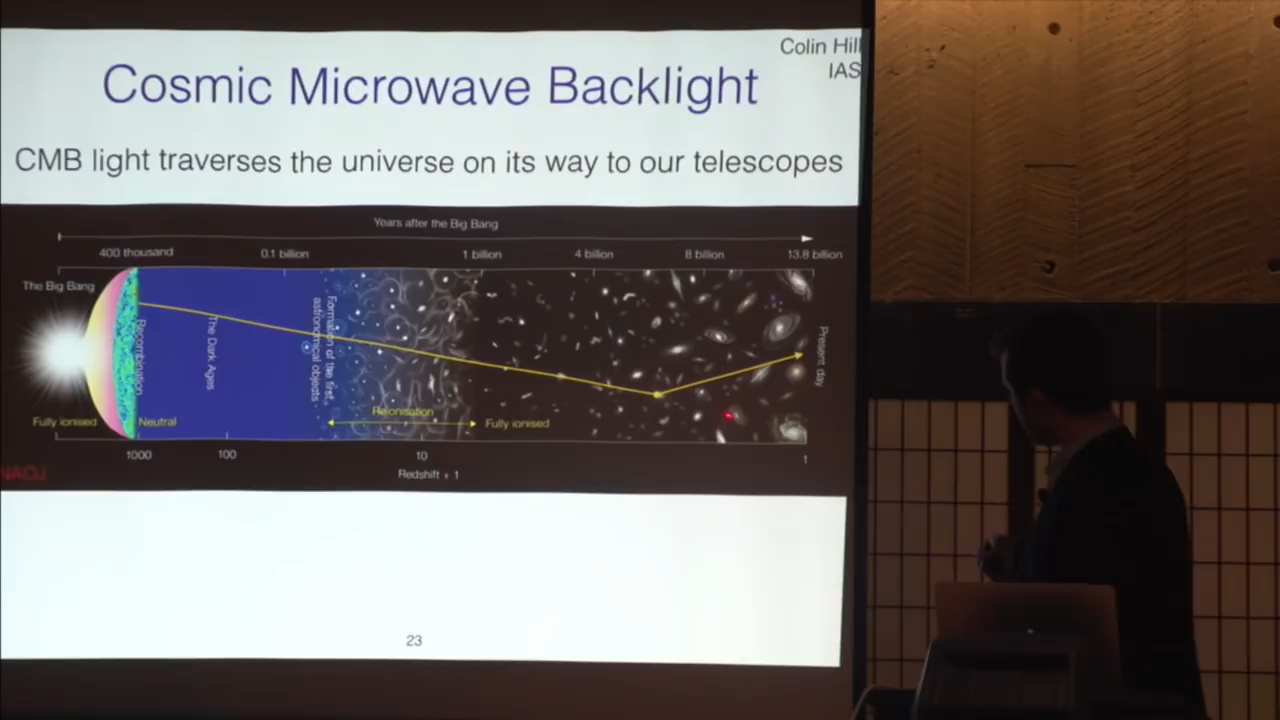 Colin Hill
IAS
Cosmic Microwave Backlight
CMB light traverses the universe on its way to our telescopes
Years after the Big Bang
400 thousand 0.1 billion 1 billion 4 billion 8 billion 13.8 billion
The Big Bang
Recombination
The Dark Ages
Formation of the first
astronomical objects
Present day
Reionisation
Fully ionised Neutral Fully ionised
1000 100 10 1
Redshift + 1
NAOJ
23